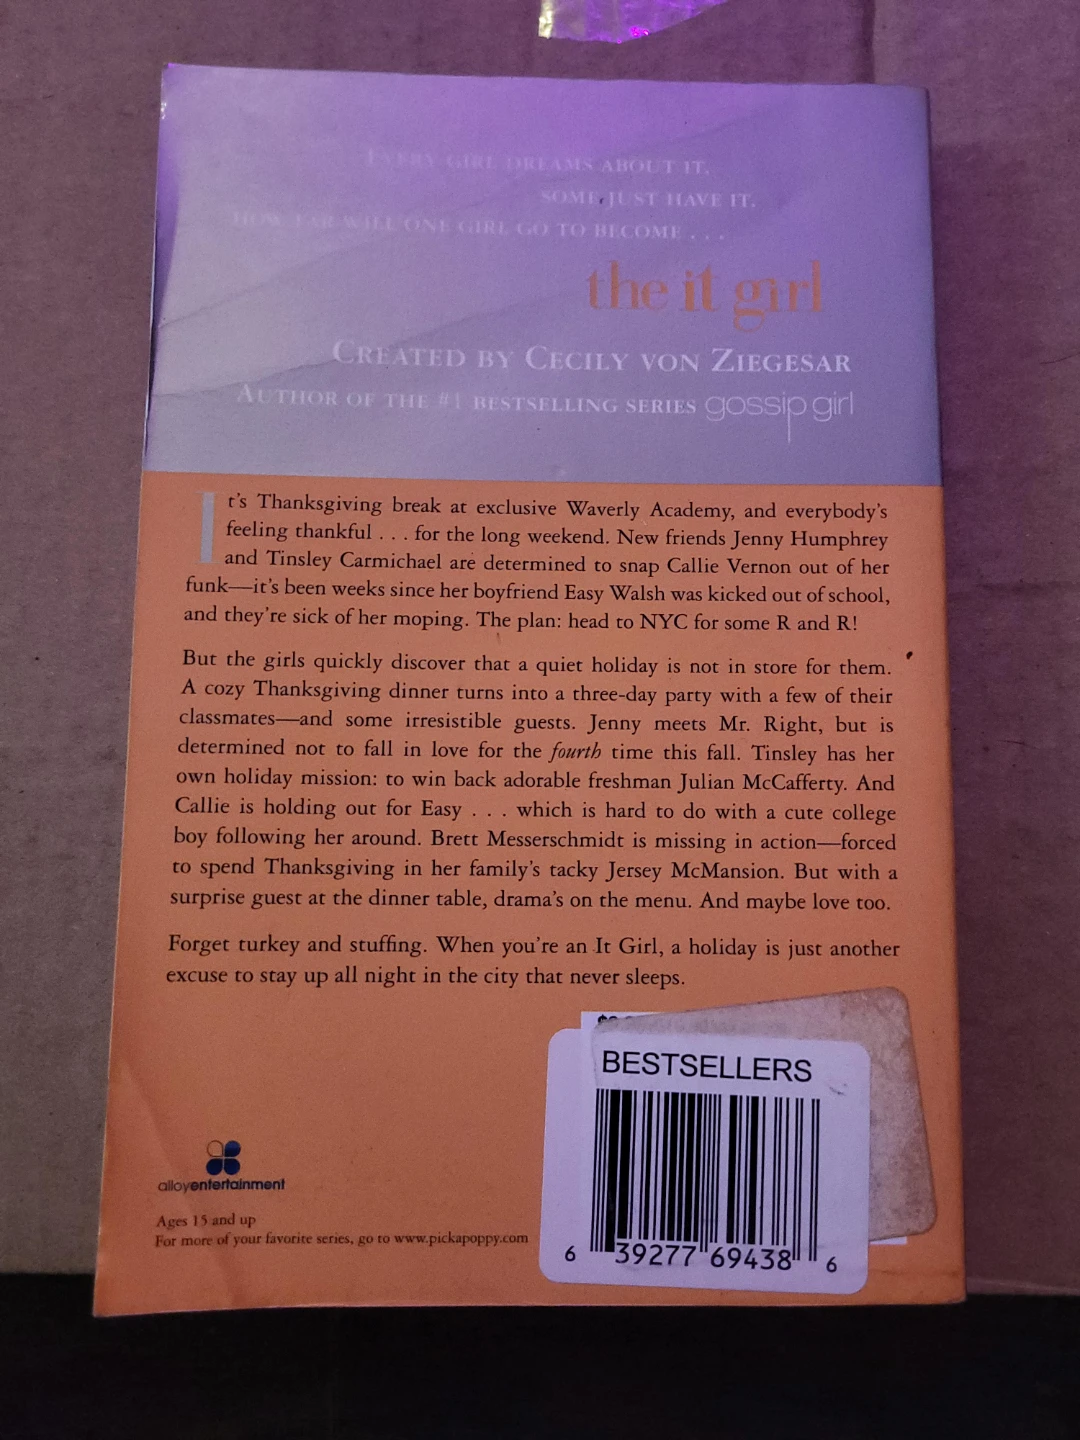 EVERY GIRL DREAMS ABOUT IT.
SOME JUST HAVE IT.
HOW FAR WILL ONE GIRL GO TO BECOME . . .
the it girl
CREATED BY CECILY VON ZIEGESAR
AUTHOR OF THE #1 BESTSELLING SERIES gossip girl
It's Thanksgiving break at exclusive Waverly Academy, and everybody's
feeling thankful . . . for the long weekend. New friends Jenny Humphrey
and Tinsley Carmichael are determined to snap Callie Vernon out of her
funk—it's been weeks since her boyfriend Easy Walsh was kicked out of school,
and they're sick of her moping. The plan: head to NYC for some R and R!
But the girls quickly discover that a quiet holiday is not in store for them.
A cozy Thanksgiving dinner turns into a three-day party with a few of their
classmates—and some irresistible guests. Jenny meets Mr. Right, but is
determined not to fall in love for the fourth time this fall. Tinsley has her
own holiday mission: to win back adorable freshman Julian McCafferty. And
Callie is holding out for Easy . . . which is hard to do with a cute college
boy following her around. Brett Messerschmidt is missing in action—forced
to spend Thanksgiving in her family's tacky Jersey McMansion. But with a
surprise guest at the dinner table, drama's on the menu. And maybe love too.
Forget turkey and stuffing. When you're an It Girl, a holiday is just another
excuse to stay up all night in the city that never sleeps.
BESTSELLERS
6 39277 69438 6
alloyentertainment
Ages 15 and up
For more of your favorite series, go to www.pickapoppy.com